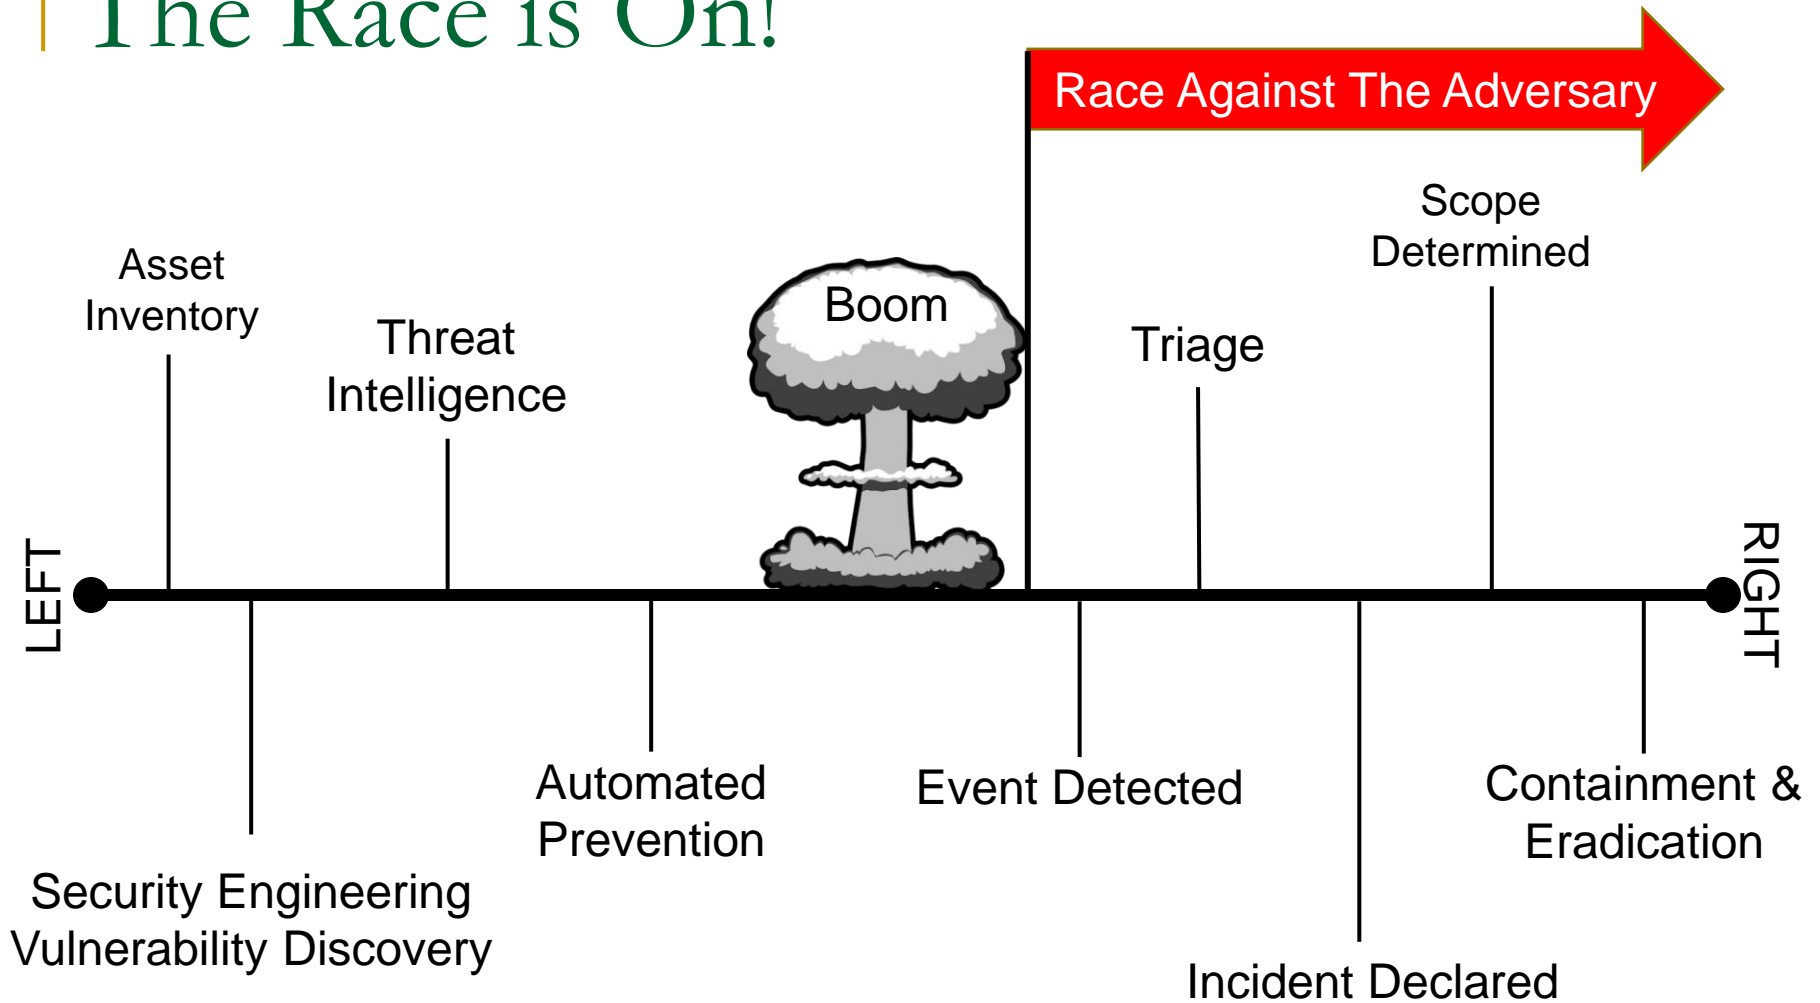 The Race is On!
Race Against The Adversary
Scope
Determined
Asset
Inventory
Threat
Intelligence
Boom
Triage
LEFT
RIGHT
Automated
Prevention
Event Detected
Containment &
Eradication
Security Engineering
Vulnerability Discovery
Incident Declared